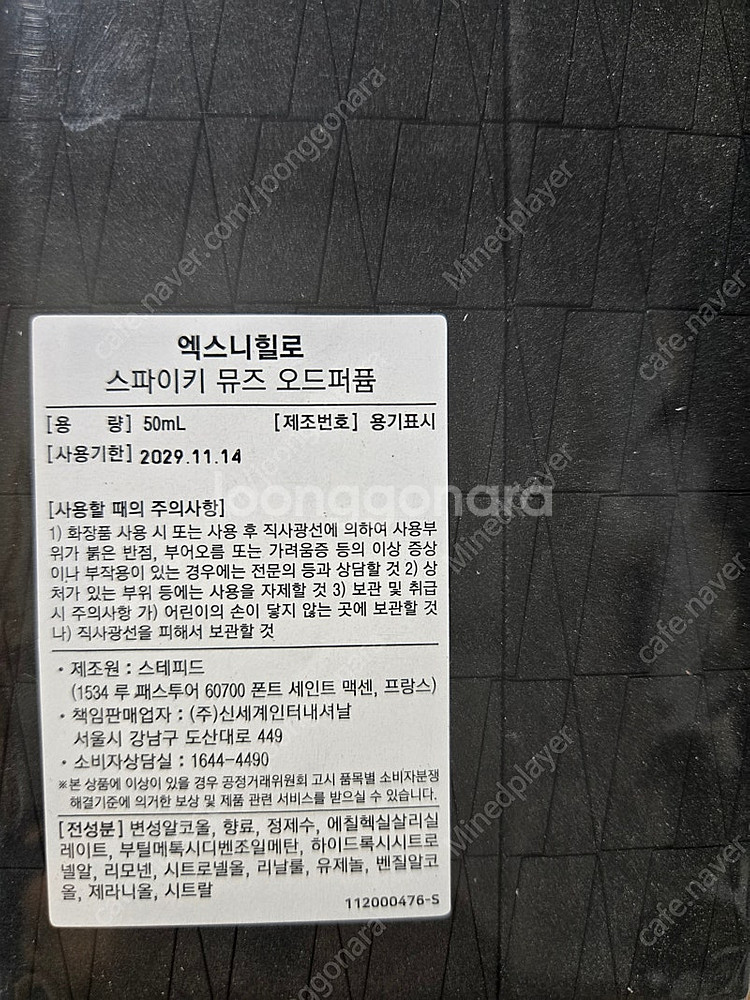 엑스니힐로
스파이키 뮤즈 오드퍼퓸
[용 량] 50mL [제조번호] 용기표시
[사용기한] 2029.11.14
[사용할 때의 주의사항]
1) 화장품 사용 시 또는 사용 후 직사광선에 의하여 사용부
위가 붉은 반점, 부어오름 또는 가려움증 등의 이상 증상
이나 부작용이 있는 경우에는 전문의 등과 상담할 것 2) 상
처가 있는 부위 등에는 사용을 자제할 것 3) 보관 및 취급
시 주의사항 가) 어린이의 손이 닿지 않는 곳에 보관할 것
나) 직사광선을 피해서 보관할 것
· 제조원 : 스테피드
(1534 루 패스투어 60700 폰트 세인트 맥센, 프랑스)
· 책임판매업자 : (주)신세계인터내셔날
서울시 강남구 도산대로 449
· 소비자상담실 : 1644-4490
※본 상품에 이상이 있을 경우 공정거래위원회 고시 품목별 소비자분쟁
해결기준에 의거한 보상 및 제품 관련 서비스를 받으실 수 있습니다.
[전성분] 변성알코올, 향료, 정제수, 에칠헥실살리실
레이트, 부틸메톡시디벤조일메탄, 하이드록시시트로
넬알, 리모넨, 시트로넬올, 리날룰, 유제놀, 벤질알코
올, 제라니올, 시트랄
112000476-S
Joonggonara
cafe.naver.com/joonggonara
Minedplayer
cafe.naver
Minedplayer
cafe.naver
Minedplayer
cafe.naver
joonggonara